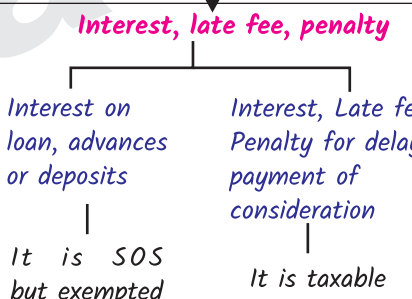 Interest, late fee, penalty
Interest on
loan, advances
or deposits
Interest, Late fe
Penalty for delay
payment of
consideration
It is SOS
but exempted
It is taxable